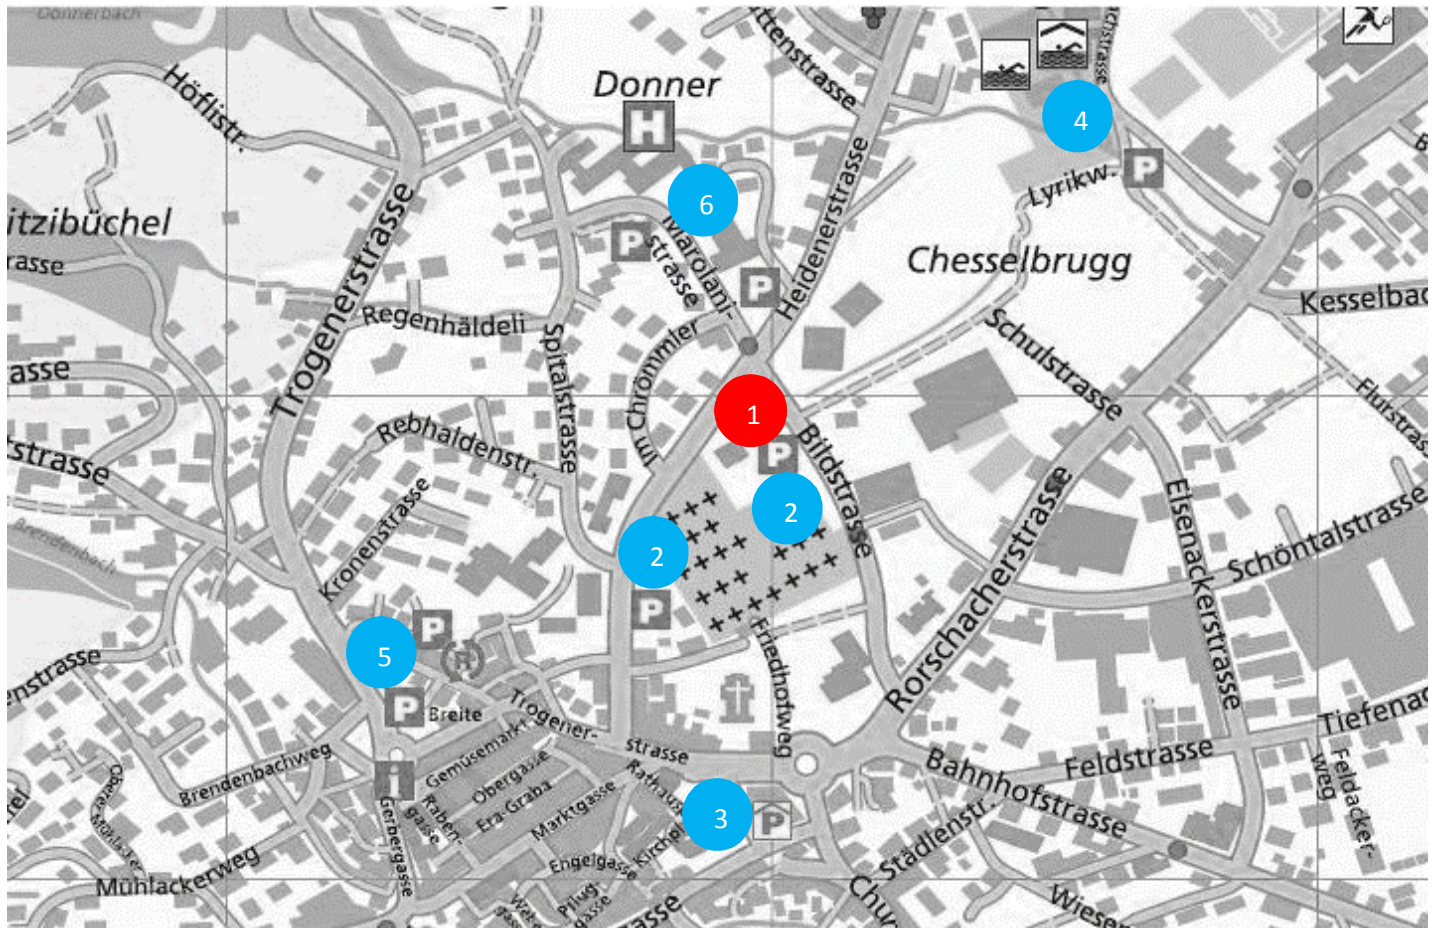 Donnerbach
Höflistr.
Donner
H
4
P
Lyrikw.
6
itzibüchel
rasse
P
Marolani-
strasse
P
Heidenerstrasse
Chesselbrugg
Kesselbac
Trogenerstrasse
Regenhäldeli
Spitalstrasse
Im Chrömmler
Schulstrasse
Flurstras
asse
1
P
Bildstrasse
Rebhaldenstr.
strasse
Kronenstrasse
2
2
P
Rorschacherstrasse
Elsenackerstrasse
Schöntalstrasse
Brendenbach
5
P
R
P
Breite
enstrasse
Friedhofweg
Trogener-
strasse
Gemüsemarkt
Obergasse
Era-Graba
Marktgasse
Brendenbachweg
i
Gerbergasse
Raben-
gasse
Rathaus
3
P
Kirchpl
Engelgasse
Pflug
gasse
gasse
Mühlackerweg
Bahnhofstrasse
Feldstrasse
Tiefenac
Feldacker-
weg
Städlenstr.
Chur
Wiesen